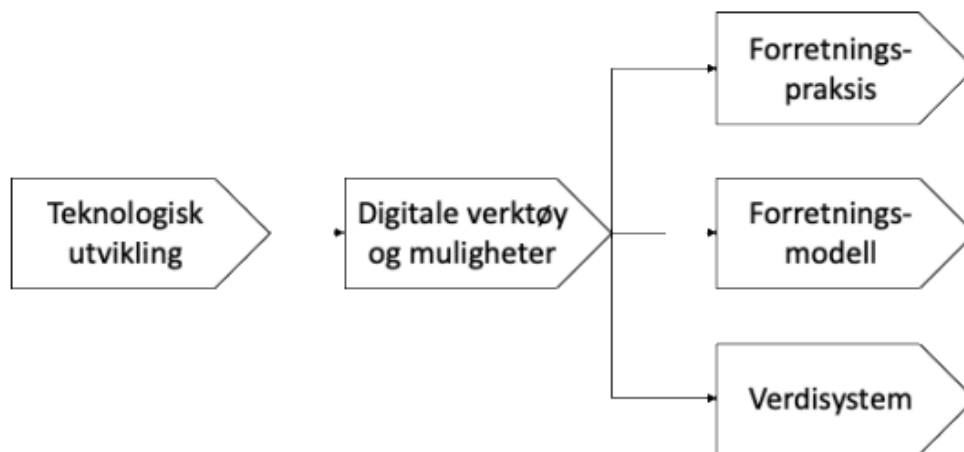 Teknologisk
utvikling
Digitale verktøy
og muligheter
Forretnings-
praksis
Forretnings-
modell
Verdisystem